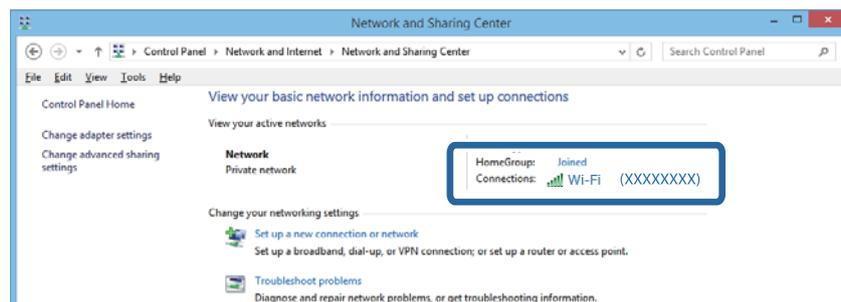 Network and Sharing Center
Control Panel Network and Internet Network and Sharing Center
Search Control Panel
File Edit View Tools Help
Control Panel Home
Change adapter settings
Change advanced sharing
settings
View your basic network information and set up connections
View your active networks
Network
Private network
HomeGroup: Joined
Connections: Wi-Fi (XXXXXXXX)
Change your networking settings
Set up a new connection or network
Set up a broadband, dial-up, or VPN connection; or set up a router or access point.
Troubleshoot problems
Diagnose and repair network problems, or get troubleshooting information.